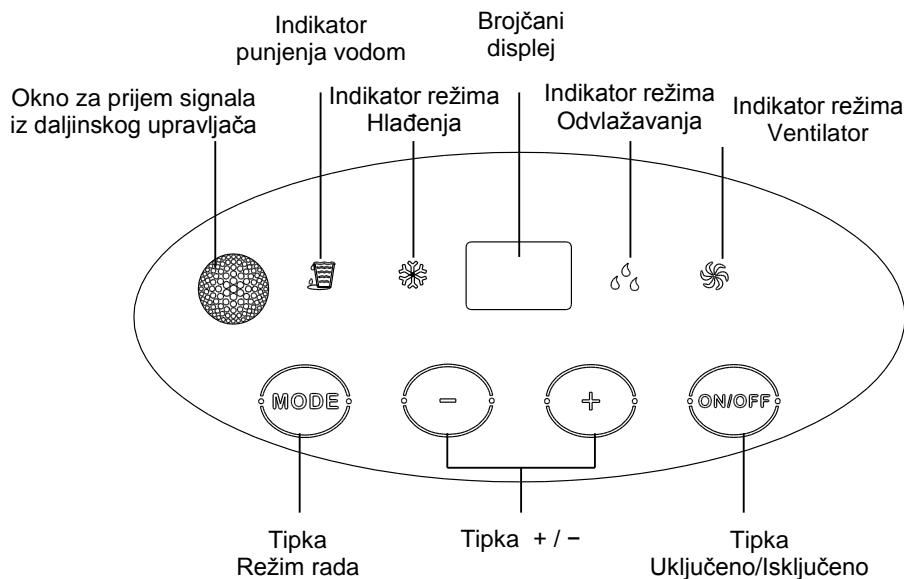 Indikator
punjenja vodom
Brojčani
displej
Okno za prijem signala
iz daljinskog upravljača
Indikator režima
Hlađenja
Indikator režima
Odvlažavanja
Indikator režima
Ventilator
MODE
−
+
ON/OFF
Tipka
Režim rada
Tipka + / −
Tipka
Uključeno/Isključeno